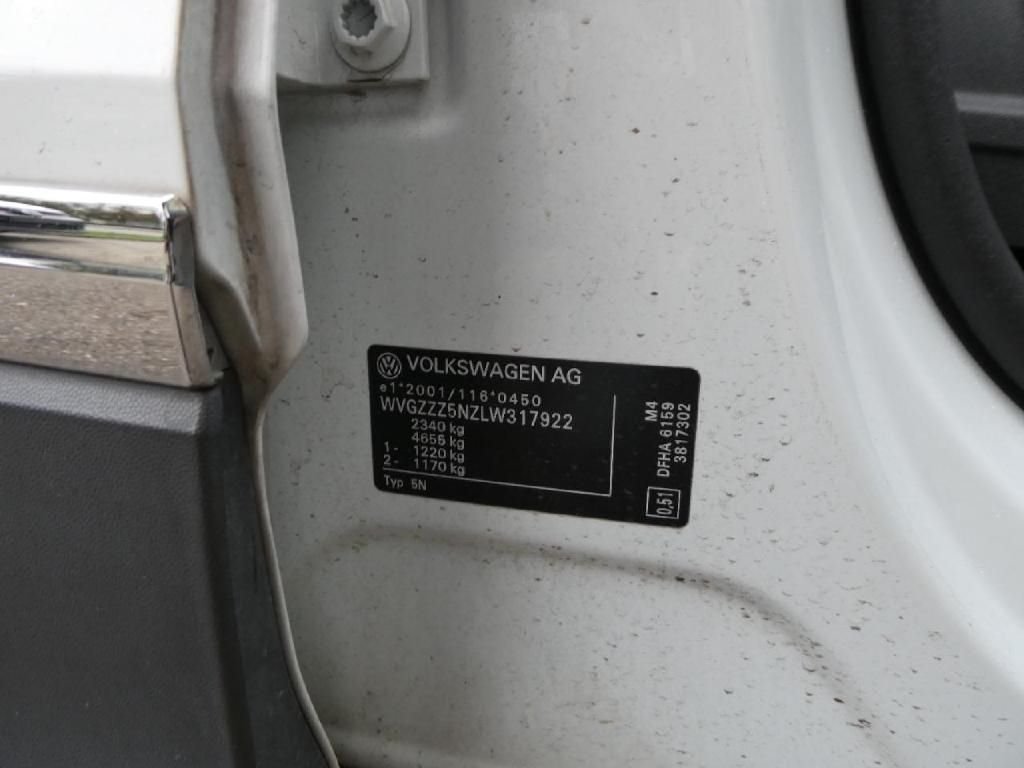 VOLKSWAGEN AG
e1*2001/116*0450
WVGZZZ5NZLW317922
2340 kg
4655 kg
1- 1220 kg
2- 1170 kg
Typ 5N
M4
DFHA 6159
3817302
0,51